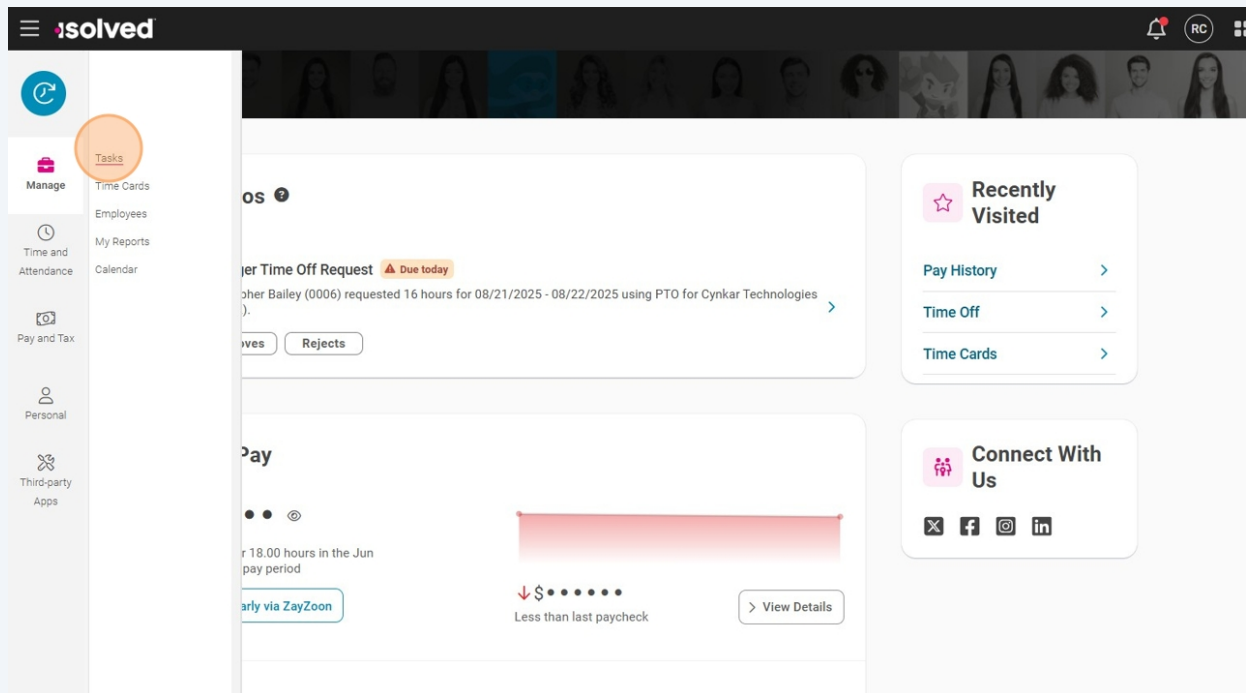 isolved
RC
Manage
Time and
Attendance
Pay and Tax
Personal
Third-party
Apps
Tasks
Time Cards
Employees
My Reports
Calendar
os ?
ger Time Off Request Due today
pher Bailey (0006) requested 16 hours for 08/21/2025 - 08/22/2025 using PTO for Cynkar Technologies
).
oves Rejects
Pay
r 18.00 hours in the Jun
pay period
arly via ZayZoon
$••••••
Less than last paycheck
View Details
Recently
Visited
Pay History
Time Off
Time Cards
Connect With
Us